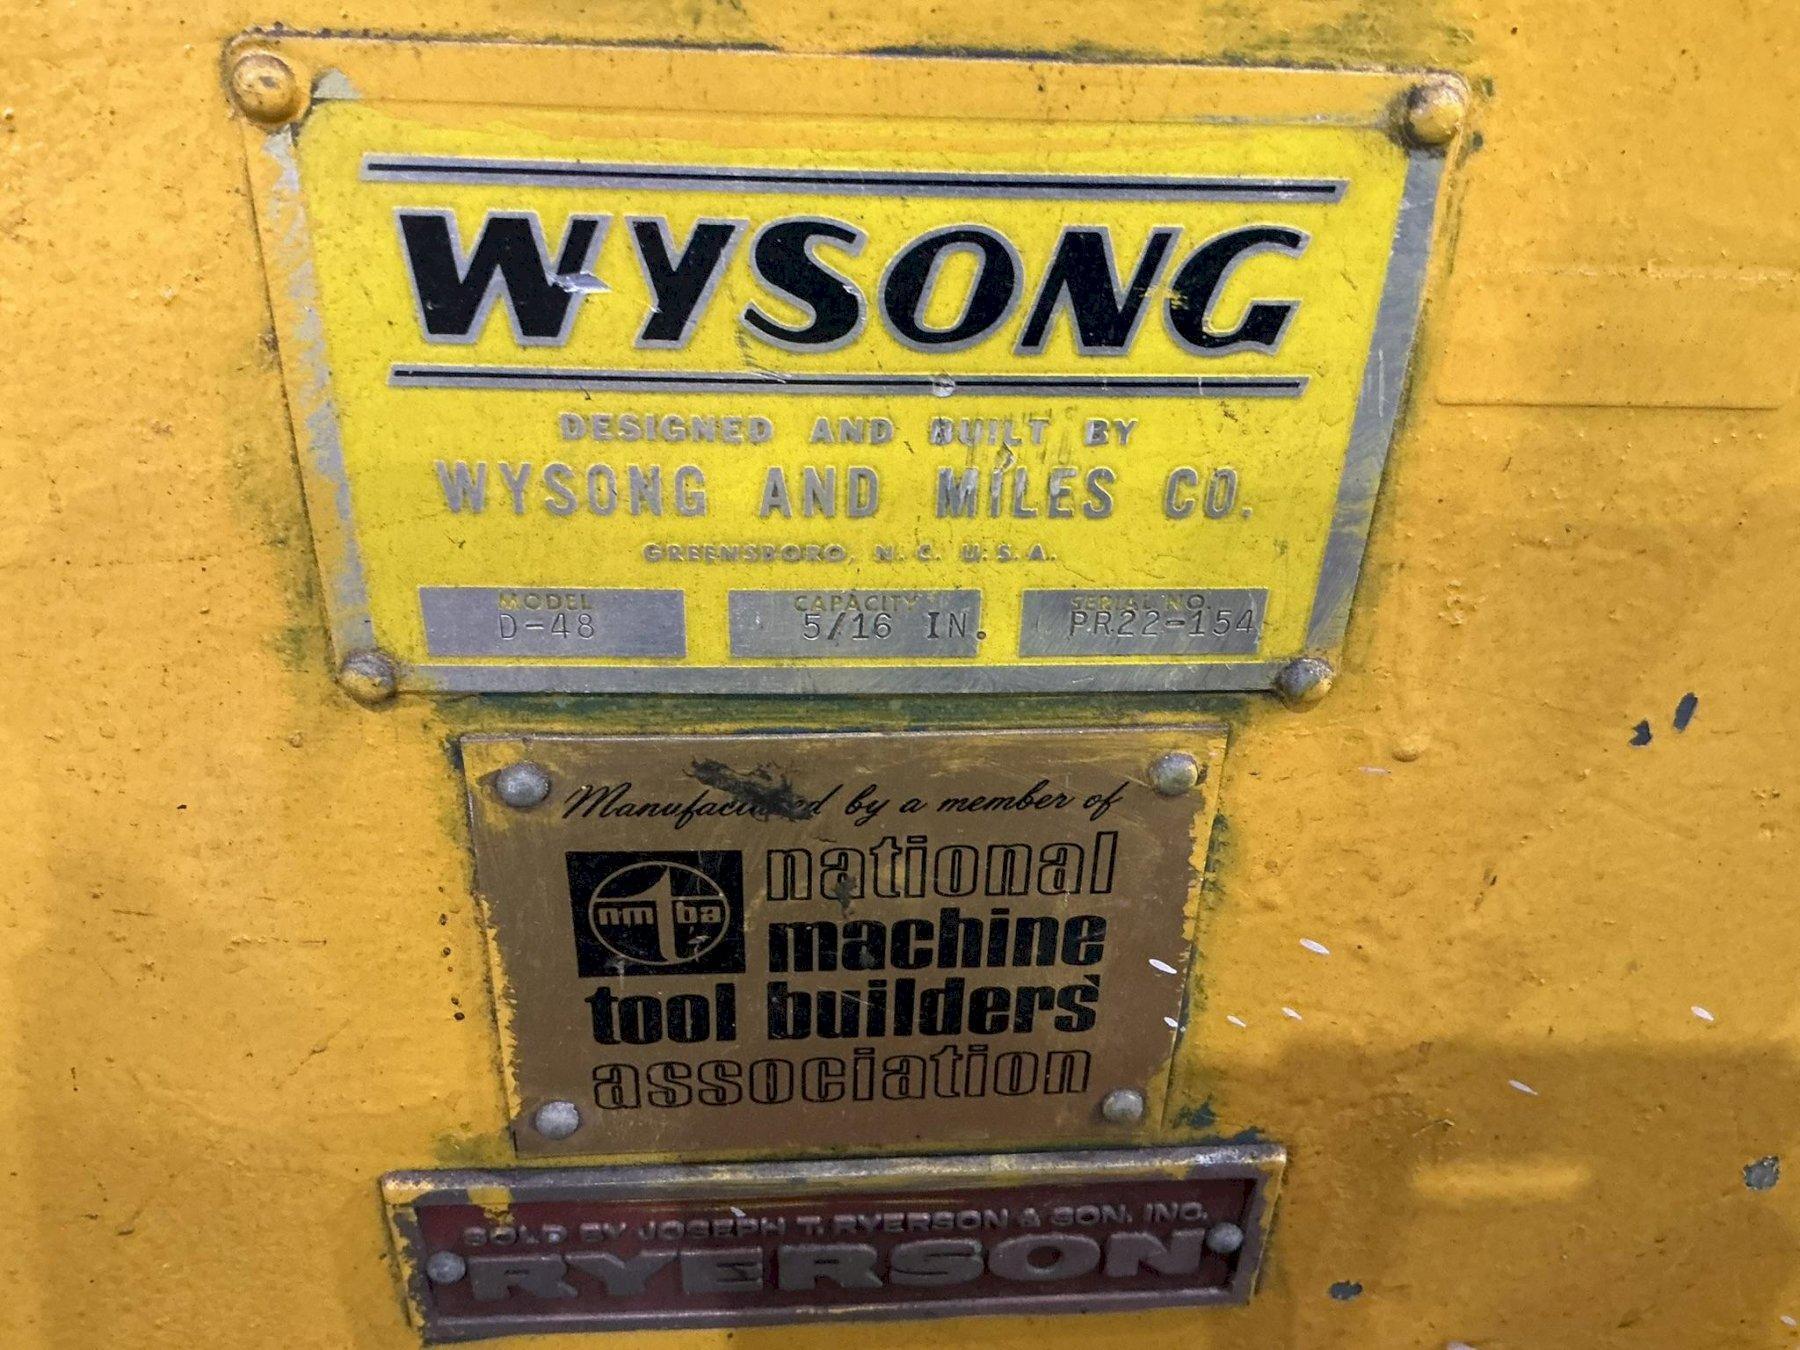 WYSONG
DESIGNED AND BUILT BY
WYSONG AND MILES CO.
GREENSBORO, N. C. U.S.A.
MODEL CAPACITY SERIAL NO.
D-48 5/16 IN. PR22-154
Manufactured by a member of
nmtba national
machine
tool builders'
association
SOLD BY JOSEPH T. RYERSON & SON, INC.
RYERSON